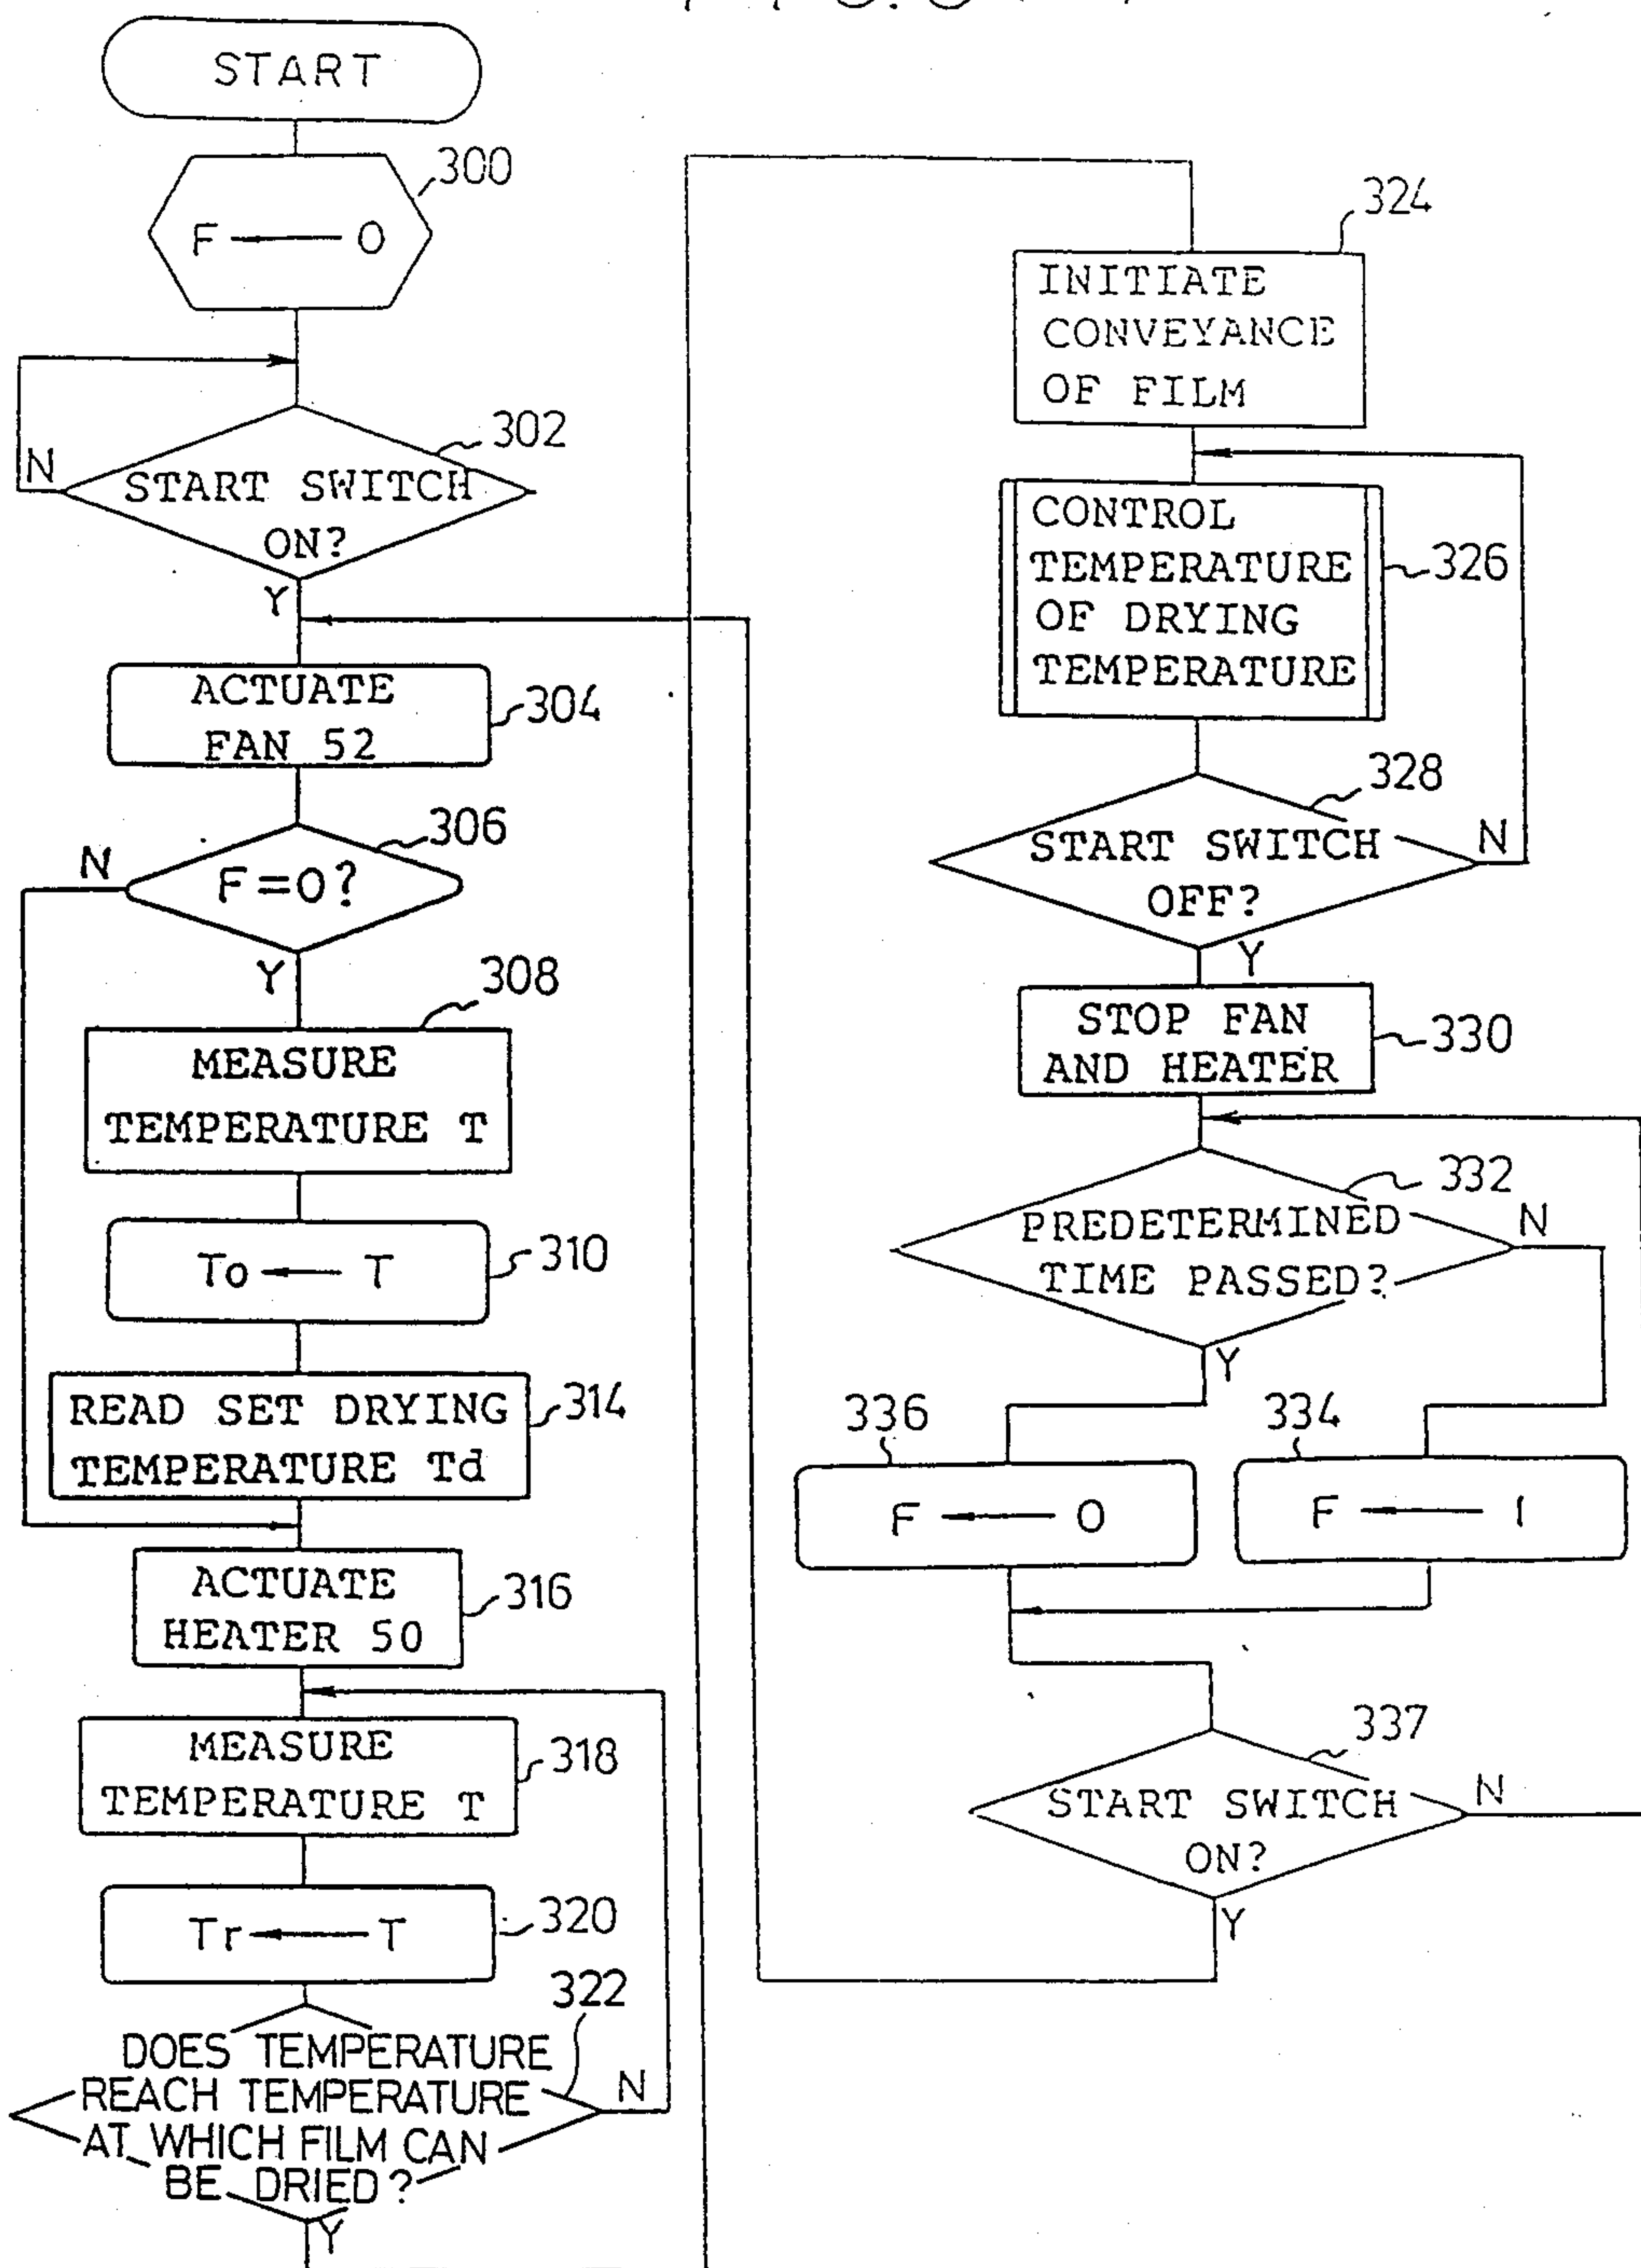 START
300
F ← 0
302
N
START SWITCH
ON?
Y
ACTUATE
FAN 52
304
306
N
F=0?
Y
308
MEASURE
TEMPERATURE T
To ← T
310
READ SET DRYING
TEMPERATURE Td
314
ACTUATE
HEATER 50
316
MEASURE
TEMPERATURE T
318
Tr ← T
320
322
DOES TEMPERATURE
REACH TEMPERATURE
AT WHICH FILM CAN
BE DRIED?
N
Y
324
INITIATE
CONVEYANCE
OF FILM
CONTROL
TEMPERATURE
OF DRYING
TEMPERATURE
326
328
START SWITCH
OFF?
N
Y
STOP FAN
AND HEATER
330
332
PREDETERMINED
TIME PASSED?
N
Y
336
334
F ← 0
F ← 1
337
START SWITCH
ON?
N
Y